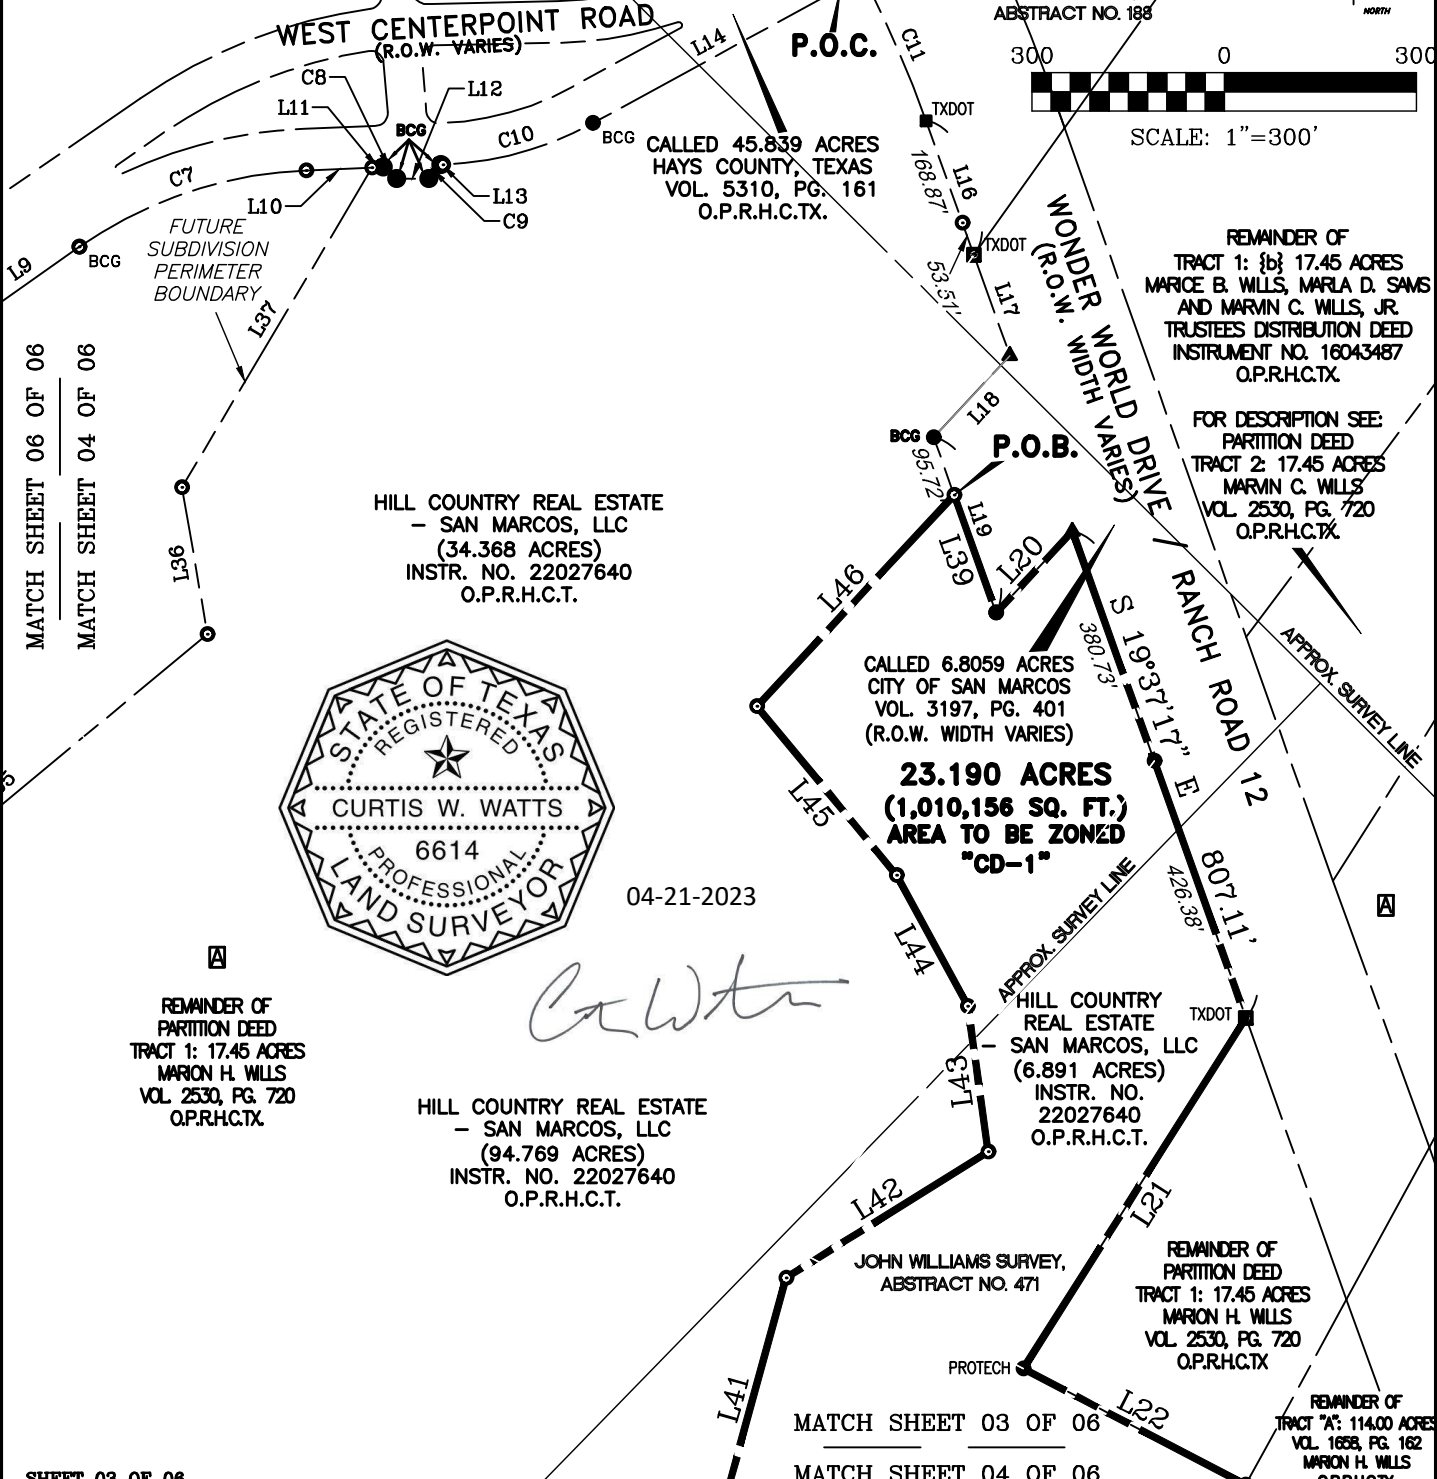 WEST CENTERPOINT ROAD
(R.O.W. VARIES)
L14
P.O.C.
C11
ABSTRACT NO. 188
NORTH
300
0
300
SCALE: 1"=300'
C8
L11
L12
BCG
C10
BCG
C7
L10
L13
C9
L9
BCG
FUTURE
SUBDIVISION
PERIMETER
BOUNDARY
L37
CALLED 45.839 ACRES
HAYS COUNTY, TEXAS
VOL. 5310, PG. 161
O.P.R.H.C.TX.
TXDOT
168.87'
L16
TXDOT
53.51'
L17
WONDER WORLD DRIVE / RANCH ROAD 12
(R.O.W. WIDTH VARIES)
REMAINDER OF
TRACT 1: {b} 17.45 ACRES
MARICE B. WILLS, MARLA D. SAMS
AND MARVIN C. WILLS, JR.
TRUSTEES DISTRIBUTION DEED
INSTRUMENT NO. 16043487
O.P.R.H.C.TX.
FOR DESCRIPTION SEE:
PARTITION DEED
TRACT 2: 17.45 ACRES
MARVIN C. WILLS
VOL 2530, PG. 720
O.P.R.H.C.TX.
MATCH SHEET 06 OF 06
MATCH SHEET 04 OF 06
L18
BCG
P.O.B.
95.72'
L19
L39
L20
L46
L36
HILL COUNTRY REAL ESTATE
– SAN MARCOS, LLC
(34.368 ACRES)
INSTR. NO. 22027640
O.P.R.H.C.T.
S 19°37'17" E
380.73'
807.11'
426.38'
CALLED 6.8059 ACRES
CITY OF SAN MARCOS
VOL. 3197, PG. 401
(R.O.W. WIDTH VARIES)
23.190 ACRES
(1,010,156 SQ. FT.)
AREA TO BE ZONED
"CD–1"
APPROX. SURVEY LINE
APPROX. SURVEY LINE
STATE OF TEXAS
REGISTERED
CURTIS W. WATTS
6614
PROFESSIONAL
LAND SURVEYOR
04-21-2023
L45
L44
L43
A
A
REMAINDER OF
PARTITION DEED
TRACT 1: 17.45 ACRES
MARION H. WILLS
VOL 2530, PG. 720
O.P.R.H.C.TX.
HILL COUNTRY REAL ESTATE
– SAN MARCOS, LLC
(94.769 ACRES)
INSTR. NO. 22027640
O.P.R.H.C.T.
HILL COUNTRY
REAL ESTATE
– SAN MARCOS, LLC
(6.891 ACRES)
INSTR. NO.
22027640
O.P.R.H.C.T.
TXDOT
L21
L42
JOHN WILLIAMS SURVEY,
ABSTRACT NO. 471
REMAINDER OF
PARTITION DEED
TRACT 1: 17.45 ACRES
MARION H. WILLS
VOL 2530, PG. 720
O.P.R.H.C.TX
PROTECH
L22
L41
MATCH SHEET 03 OF 06
MATCH SHEET 04 OF 06
REMAINDER OF
TRACT "A": 114.00 ACRES
VOL. 1658, PG. 162
MARION H. WILLS
SHEET 03 OF 06